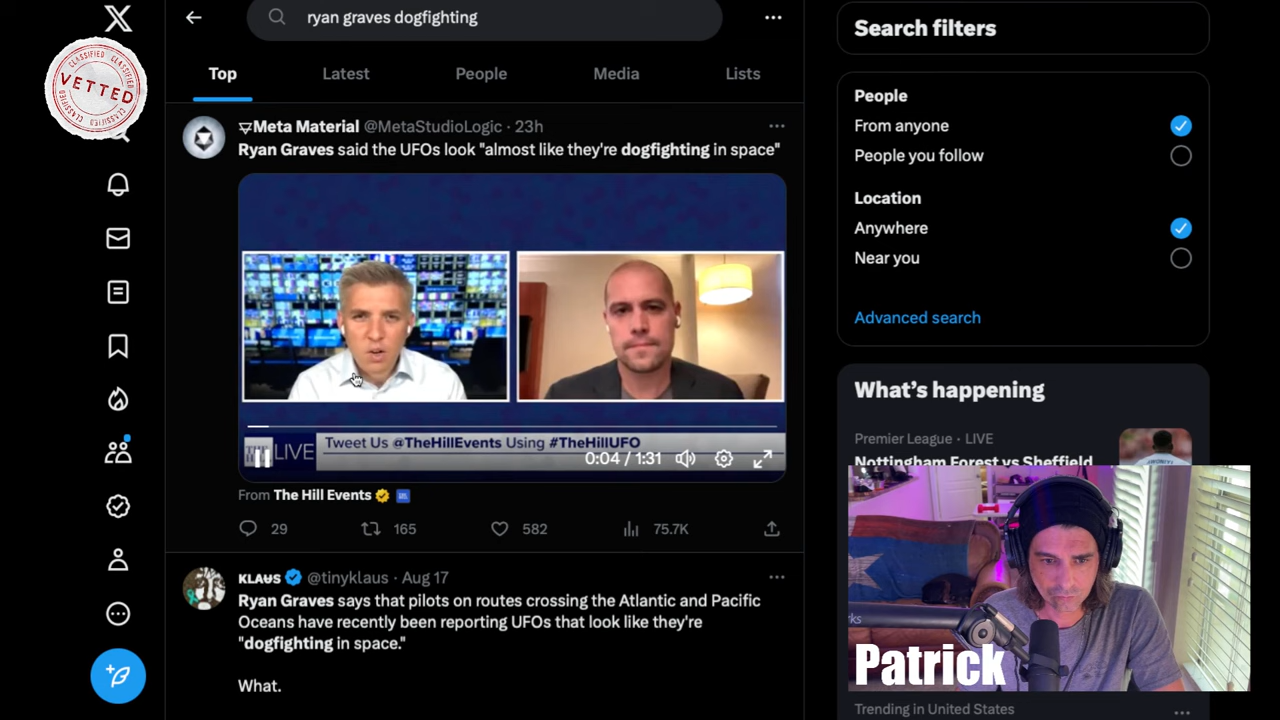 ryan graves dogfighting
Top
Latest
People
Media
Lists
CLASSIFIED CLASSIFIED
VETTED
CLASSIFIED CLASSIFIED
Meta Material @MetaStudioLogic · 23h
Ryan Graves said the UFOs look "almost like they're dogfighting in space"
LIVE
Tweet Us @TheHillEvents Using #TheHillUFO
0:04 / 1:31
From The Hill Events
29
165
582
75.7K
KLAUS @tinyklaus · Aug 17
Ryan Graves says that pilots on routes crossing the Atlantic and Pacific
Oceans have recently been reporting UFOs that look like they're
"dogfighting in space."
What.
Search filters
People
From anyone
People you follow
Location
Anywhere
Near you
Advanced search
What's happening
Premier League · LIVE
Nottingham Forest vs Sheffield
Patrick
Trending in United States